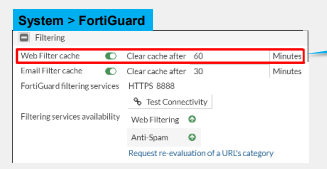 System > FortiGuard
Filtering
Web Filter cache Clear cache after 60 Minutes
Email Filter cache Clear cache after 30 Minutes
FortiGuard filtering services HTTPS 8888
Test Connectivity
Filtering services availability Web Filtering
Anti-Spam
Request re-evaluation of a URL's category